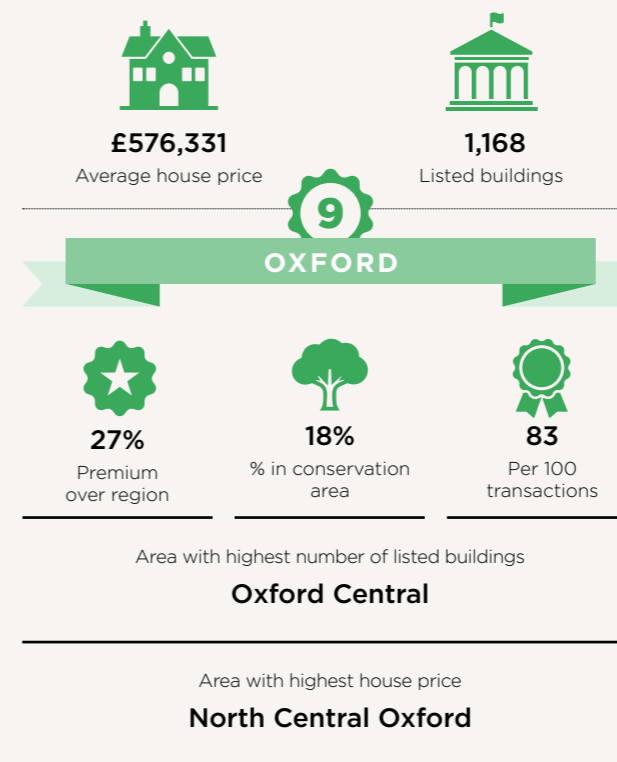 £576,331
Average house price
1,168
Listed buildings
9
OXFORD
27%
Premium
over region
18%
% in conservation
area
83
Per 100
transactions
Area with highest number of listed buildings
Oxford Central
Area with highest house price
North Central Oxford